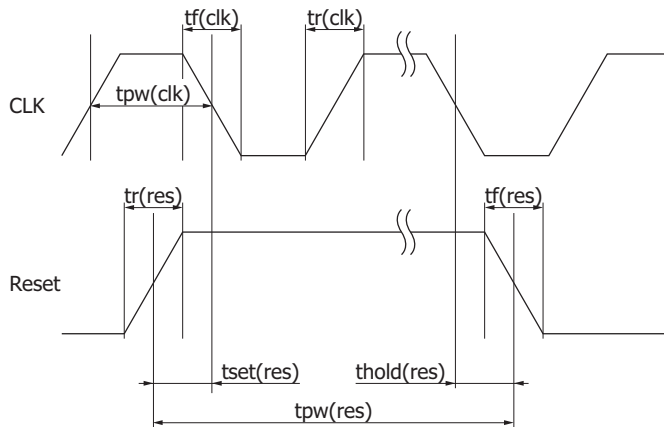 tf(clk) tr(clk)
tpw(clk)
CLK
tr(res) tf(res)
Reset
tset(res) thold(res)
tpw(res)